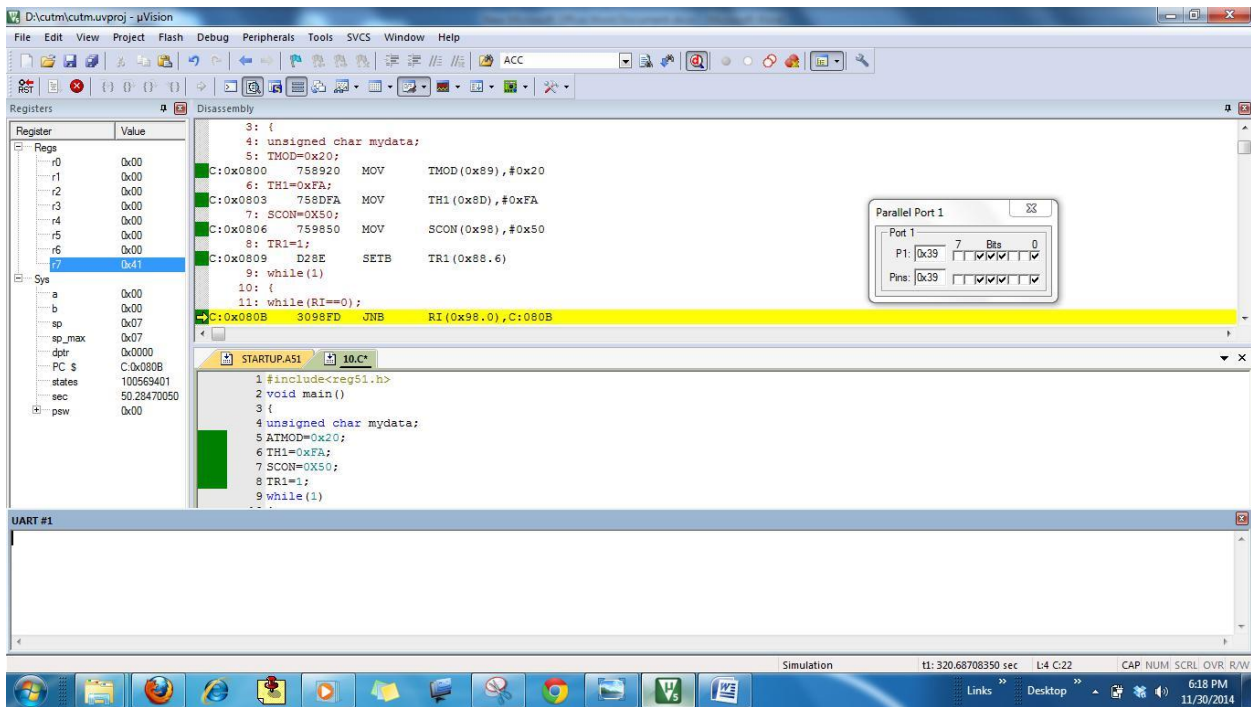 D:\cutm\cutm.uvproj - µVision
File Edit View Project Flash Debug Peripherals Tools SVCS Window Help
ACC
RST
Registers
Disassembly
Register Value
Regs
r0 0x00
r1 0x00
r2 0x00
r3 0x00
r4 0x00
r5 0x00
r6 0x00
r7 0x41
Sys
a 0x00
b 0x00
sp 0x07
sp_max 0x07
dptr 0x0000
PC $ C:0x080B
states 100569401
sec 50.28470050
psw 0x00
3: {
4: unsigned char mydata;
5: TMOD=0x20;
C:0x0800 758920 MOV TMOD(0x89),#0x20
6: TH1=0xFA;
C:0x0803 758DFA MOV TH1(0x8D),#0xFA
7: SCON=0X50;
C:0x0806 759850 MOV SCON(0x98),#0x50
8: TR1=1;
C:0x0809 D28E SETB TR1(0x88.6)
9: while(1)
10: {
11: while(RI==0);
C:0x080B 3098FD JNB RI(0x98.0),C:080B
Parallel Port 1
Port 1
7 Bits 0
P1: 0x39
Pins: 0x39
STARTUP.A51 10.C*
1 #include<reg51.h>
2 void main()
3 {
4 unsigned char mydata;
5 ATMOD=0x20;
6 TH1=0xFA;
7 SCON=0X50;
8 TR1=1;
9 while(1)
UART #1
Simulation t1: 320.68708350 sec L:4 C:22 CAP NUM SCRL OVR R/W
Links » Desktop » 6:18 PM
11/30/2014